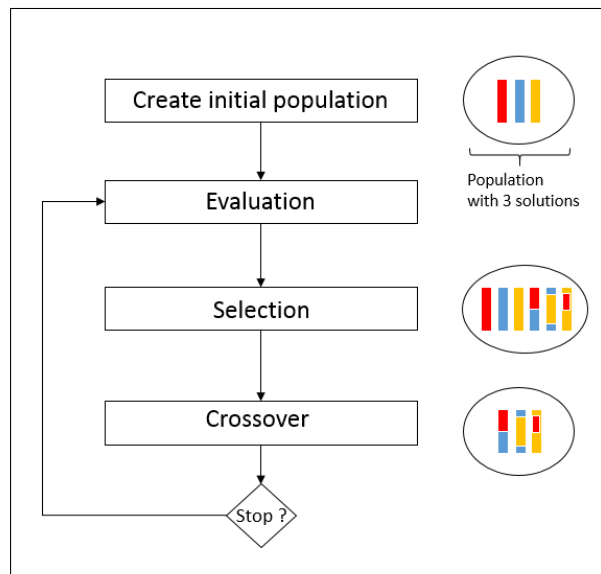 Create initial population
Population
with 3 solutions
Evaluation
Selection
Crossover
Stop ?